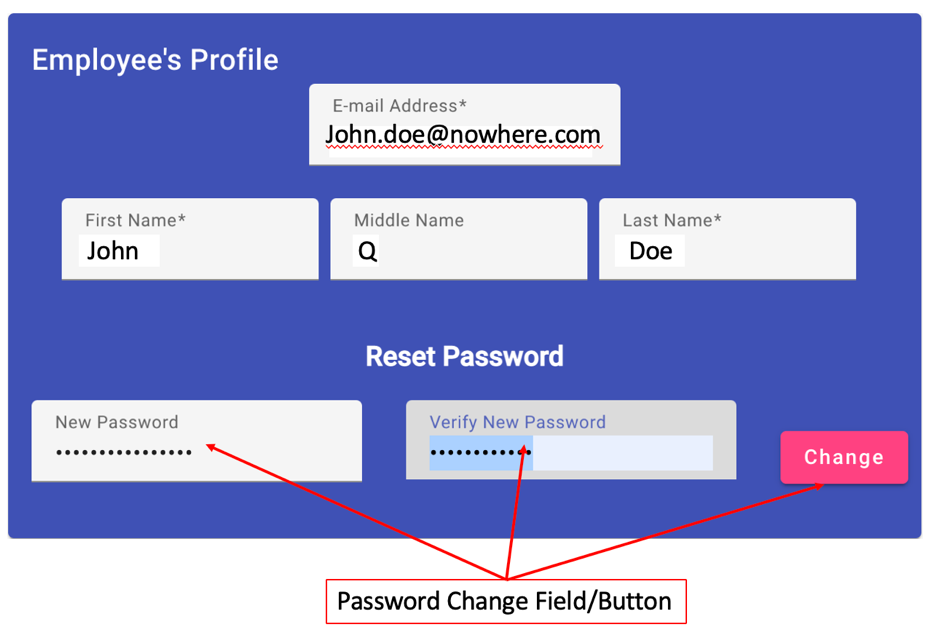 Employee's Profile
E-mail Address*
John.doe@nowhere.com
First Name* Middle Name Last Name*
John Q Doe
Reset Password
New Password Verify New Password
•••••••••••••••• ••••••••••••
Change
Password Change Field/Button